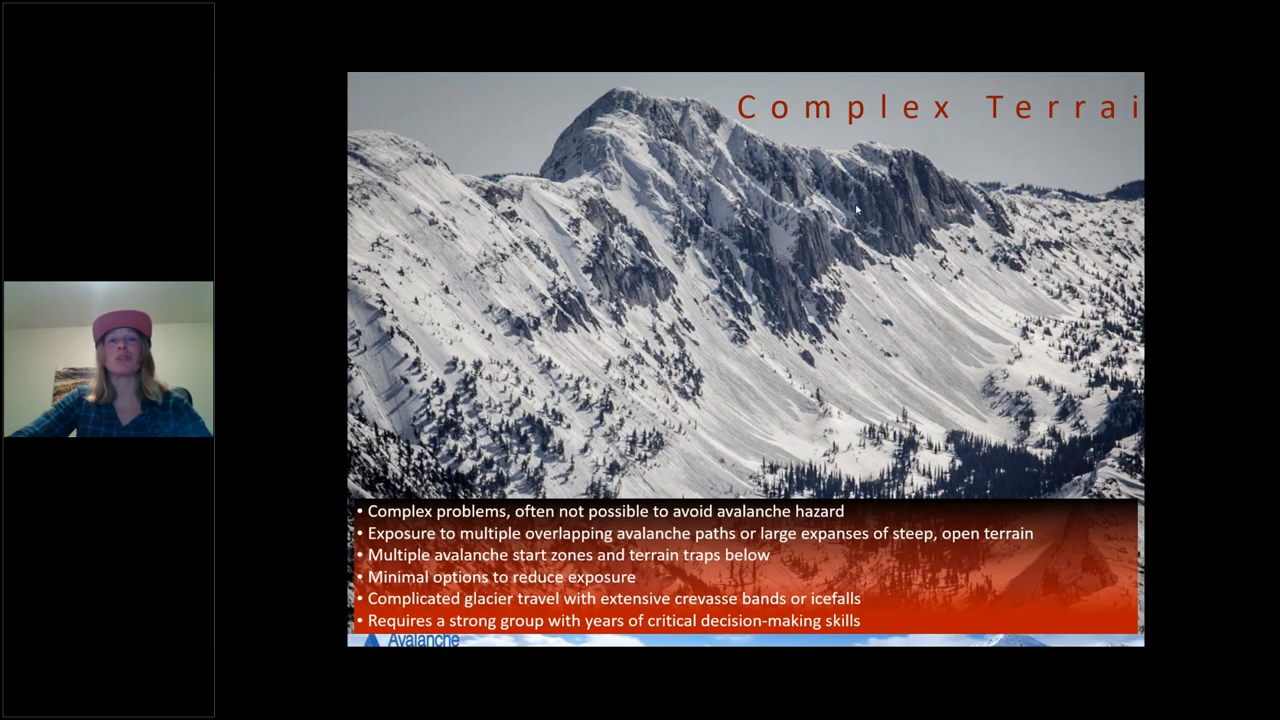 Complex Terrai
• Complex problems, often not possible to avoid avalanche hazard
• Exposure to multiple overlapping avalanche paths or large expanses of steep, open terrain
• Multiple avalanche start zones and terrain traps below
• Minimal options to reduce exposure
• Complicated glacier travel with extensive crevasse bands or icefalls
• Requires a strong group with years of critical decision-making skills
Avalanche